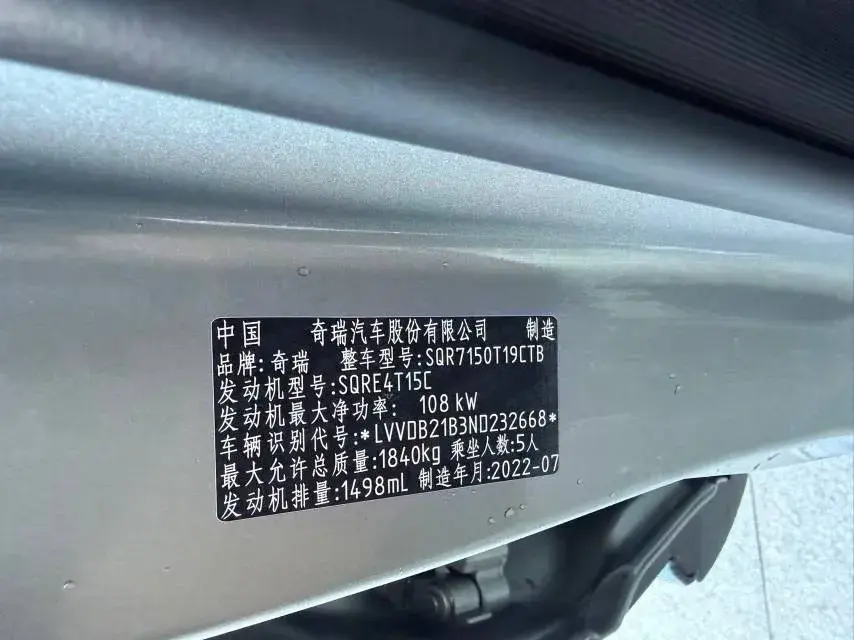 中国 奇瑞汽车股份有限公司 制造
品牌:奇瑞 整车型号:SQR7150T19CTB
发动机型号:SQRE4T15C
发动机最大净功率: 108 kW
车辆识别代号:*LVVDB21B3ND232668*
最大允许总质量:1840kg 乘坐人数:5人
发动机排量:1498mL 制造年月:2022-07